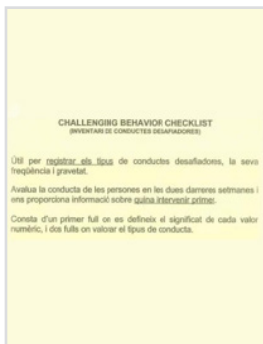 CHALLENGING BEHAVIOR CHECKLIST
(INVENTARI DE CONDUCTES DESAFIADORES)
Útil per registrar els tipus de conductes desafiadores, la seva
freqüència i gravetat.
Avalua la conducta de les persones en les dues darreres setmanes i
ens proporciona informació sobre quina intervenir primer.
Consta d'un primer full on es defineix el significat de cada valor
numèric, i dos fulls on valorar el tipus de conducta.